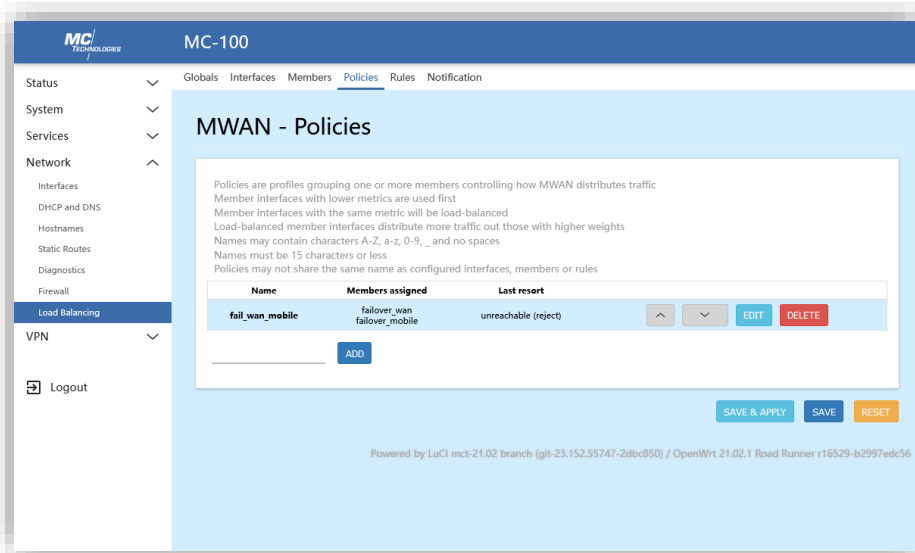 MC
TECHNOLOGIES
MC-100
Status
System
Services
Network
Interfaces
DHCP and DNS
Hostnames
Static Routes
Diagnostics
Firewall
Load Balancing
VPN
Logout
Globals Interfaces Members Policies Rules Notification
MWAN - Policies
Policies are profiles grouping one or more members controlling how MWAN distributes traffic
Member interfaces with lower metrics are used first
Member interfaces with the same metric will be load-balanced
Load-balanced member interfaces distribute more traffic out those with higher weights
Names may contain characters A-Z, a-z, 0-9, _ and no spaces
Names must be 15 characters or less
Policies may not share the same name as configured interfaces, members or rules
Name Members assigned Last resort
fail_wan_mobile failover_wan failover_mobile unreachable (reject) EDIT DELETE
ADD
SAVE & APPLY SAVE RESET
Powered by LuCI mct-21.02 branch (git-23.152.55747-2dbc850) / OpenWrt 21.02.1 Road Runner r16529-b2997edc56